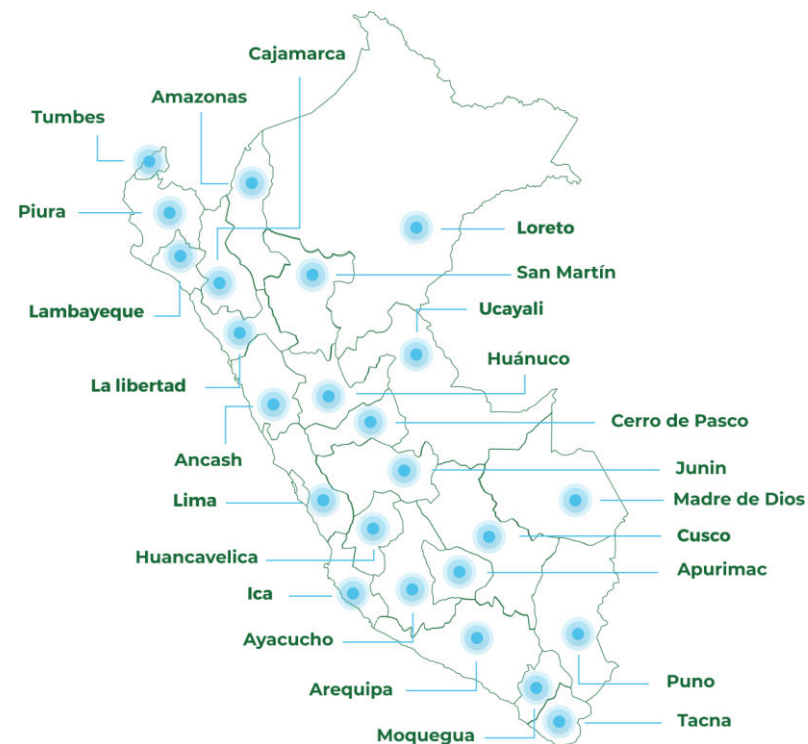 Cajamarca
Amazonas
Tumbes
Piura
Loreto
San Martín
Lambayeque
Ucayali
Huánuco
La libertad
Cerro de Pasco
Ancash
Junin
Lima
Madre de Dios
Cusco
Huancavelica
Apurimac
Ica
Ayacucho
Puno
Arequipa
Tacna
Moquegua